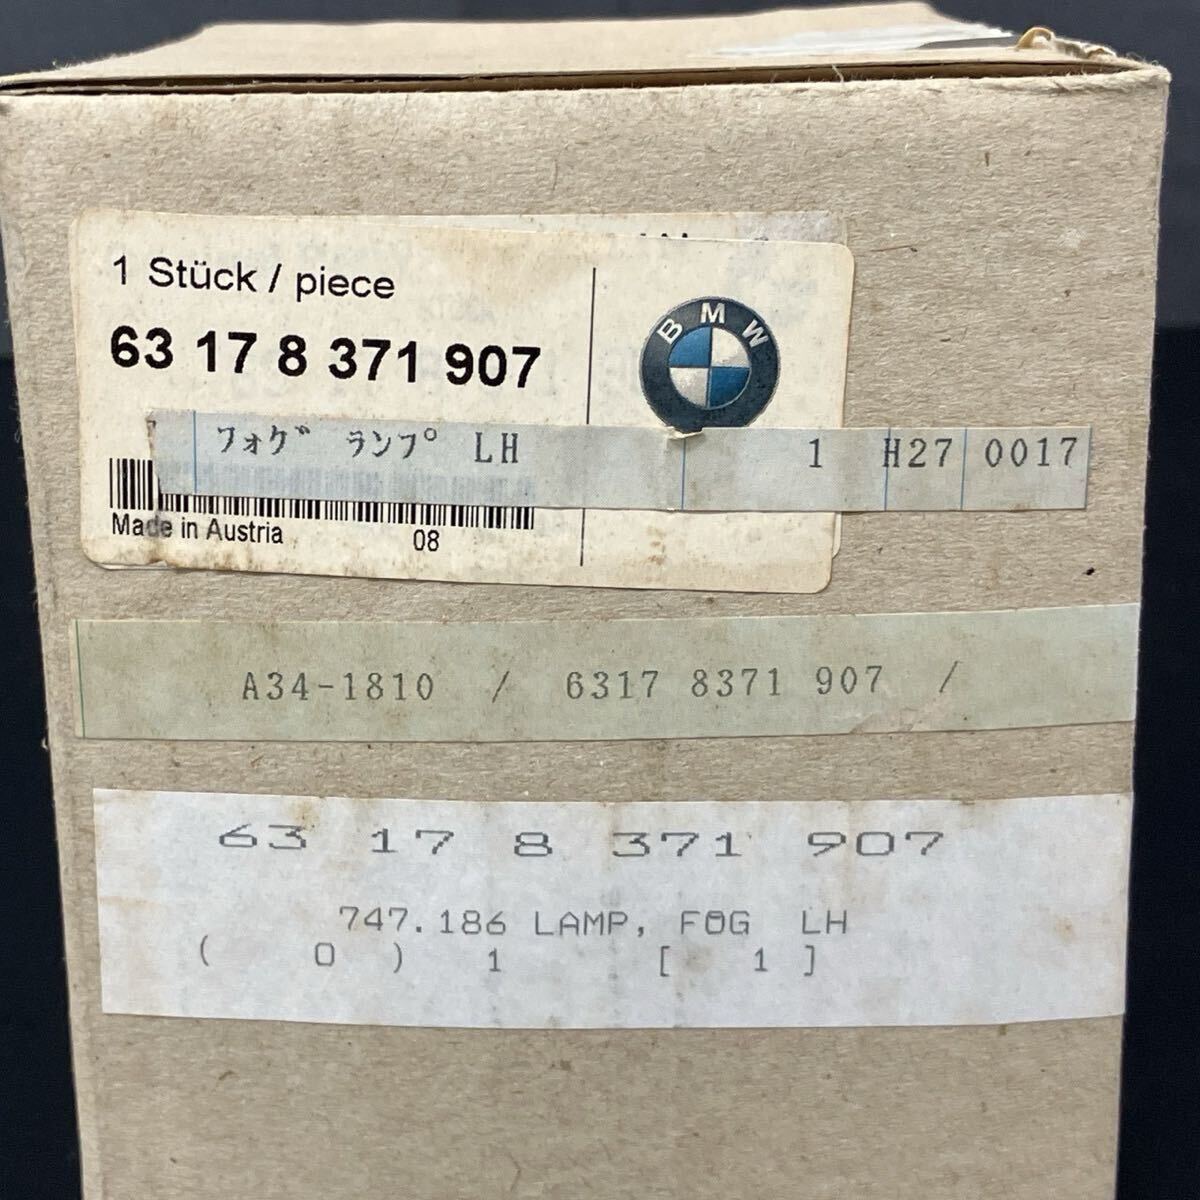 1 Stück / piece
63 17 8 371 907
BMW
フォグ ランプ LH 1 H27 0017
Made in Austria 08
A34-1810 / 6317 8371 907 /
63 17 8 371 907
747.186 LAMP, FOG LH
( 0 ) 1 [ 1 ]